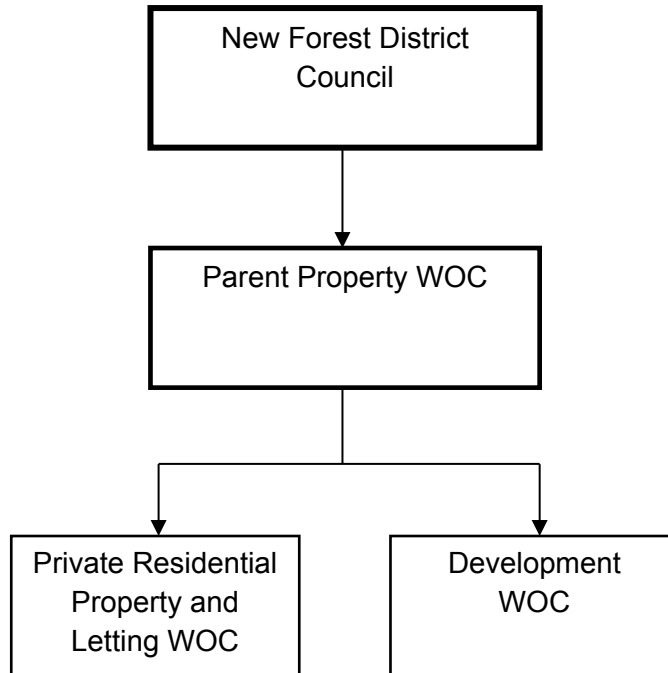 New Forest District
Council
Parent Property WOC
Private Residential
Property and
Letting WOC
Development
WOC